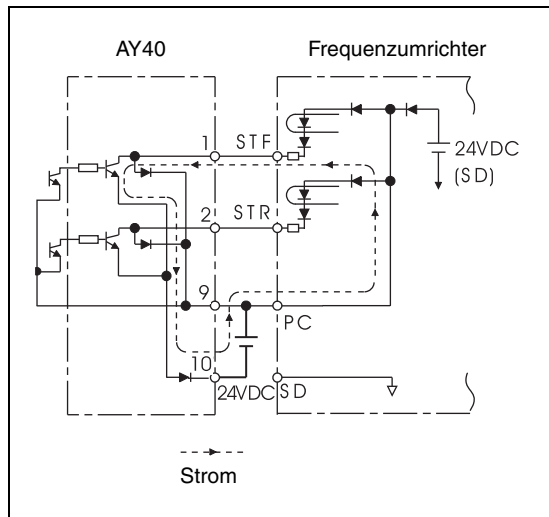 AY40
Frequenzumrichter
1 STF
24VDC
(SD)
2 STR
9
PC
10
24VDC SD
Strom